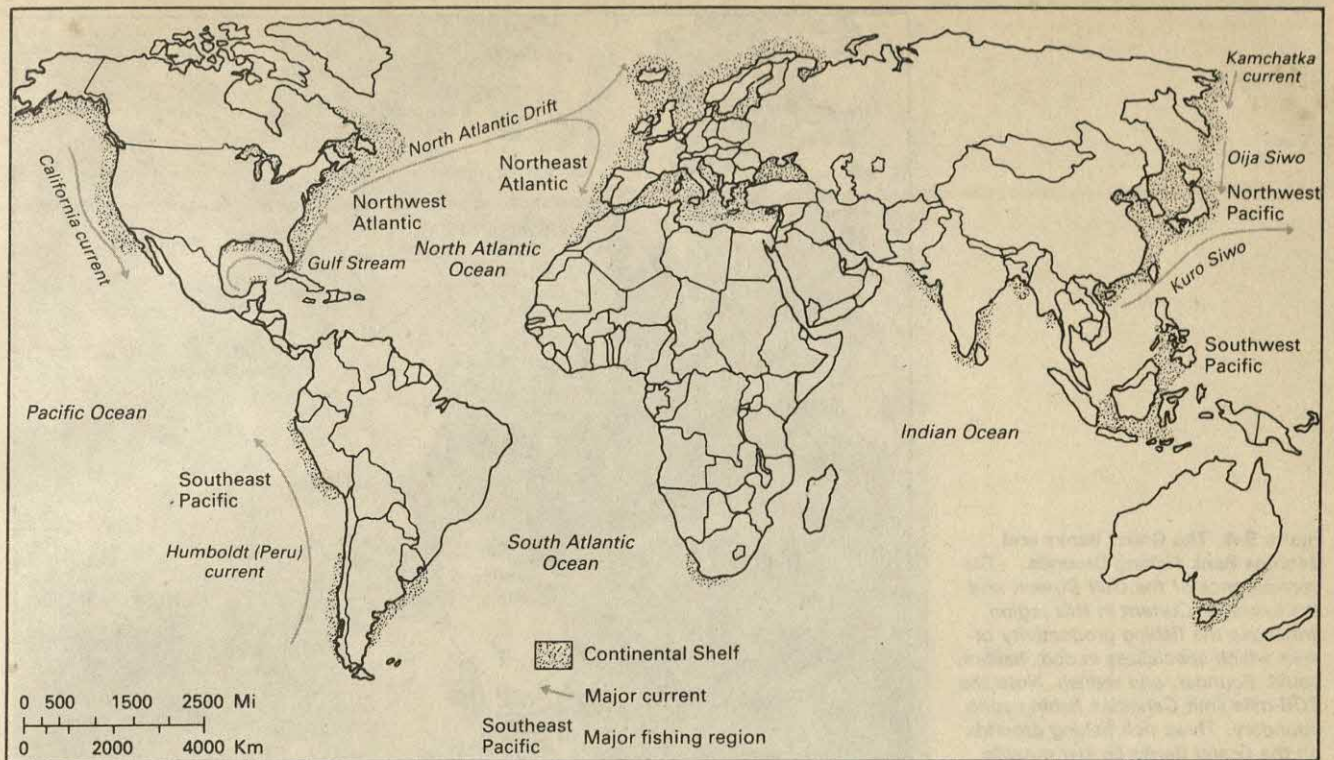 Kamchatka
current
North Atlantic Drift
Oija Siwo
Northeast
Atlantic
Northwest
Pacific
California current
Northwest
Atlantic
North Atlantic
Ocean
Gulf Stream
Kuro Siwo
Southwest
Pacific
Pacific Ocean
Indian Ocean
Southeast
Pacific
Humboldt (Peru)
current
South Atlantic
Ocean
Continental Shelf
Major current
Southeast
Pacific
Major fishing region
0 500 1500 2500 Mi
0 2000 4000 Km